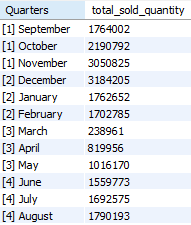 Quarters total_sold_quantity
[1] September 1764002
[1] October 2190792
[1] November 3050825
[2] December 3184205
[2] January 1762652
[2] February 1702785
[3] March 238961
[3] April 819956
[3] May 1016170
[4] June 1559773
[4] July 1692575
[4] August 1790193